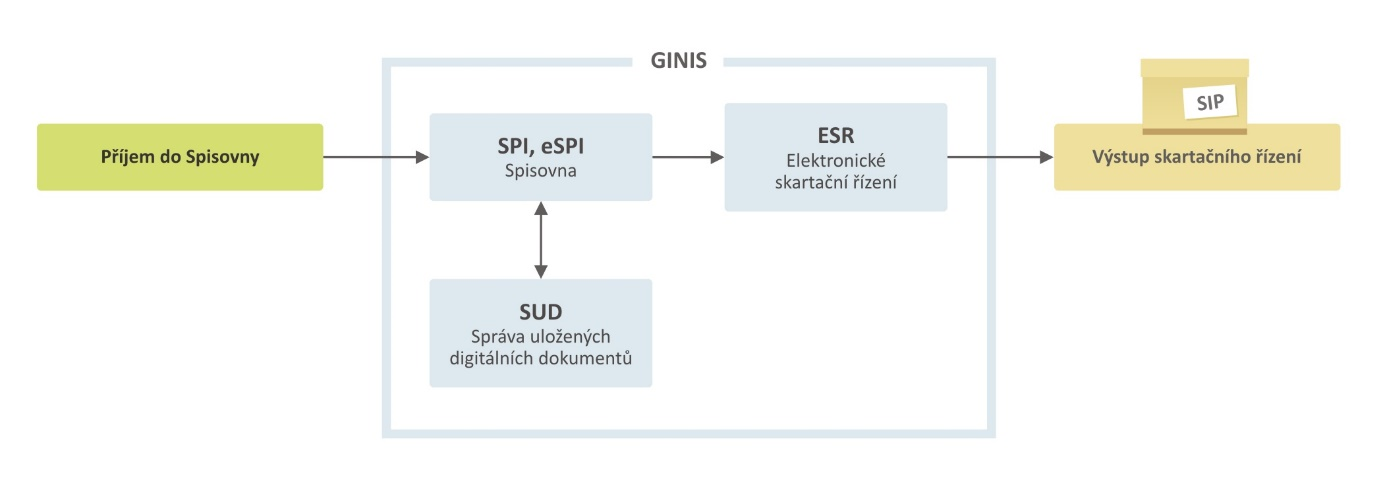 GINIS
Příjem do Spisovny
SPI, eSPI
Spisovna
ESR
Elektronické
skartační řízení
SIP
Výstup skartačního řízení
SUD
Správa uložených
digitálních dokumentů